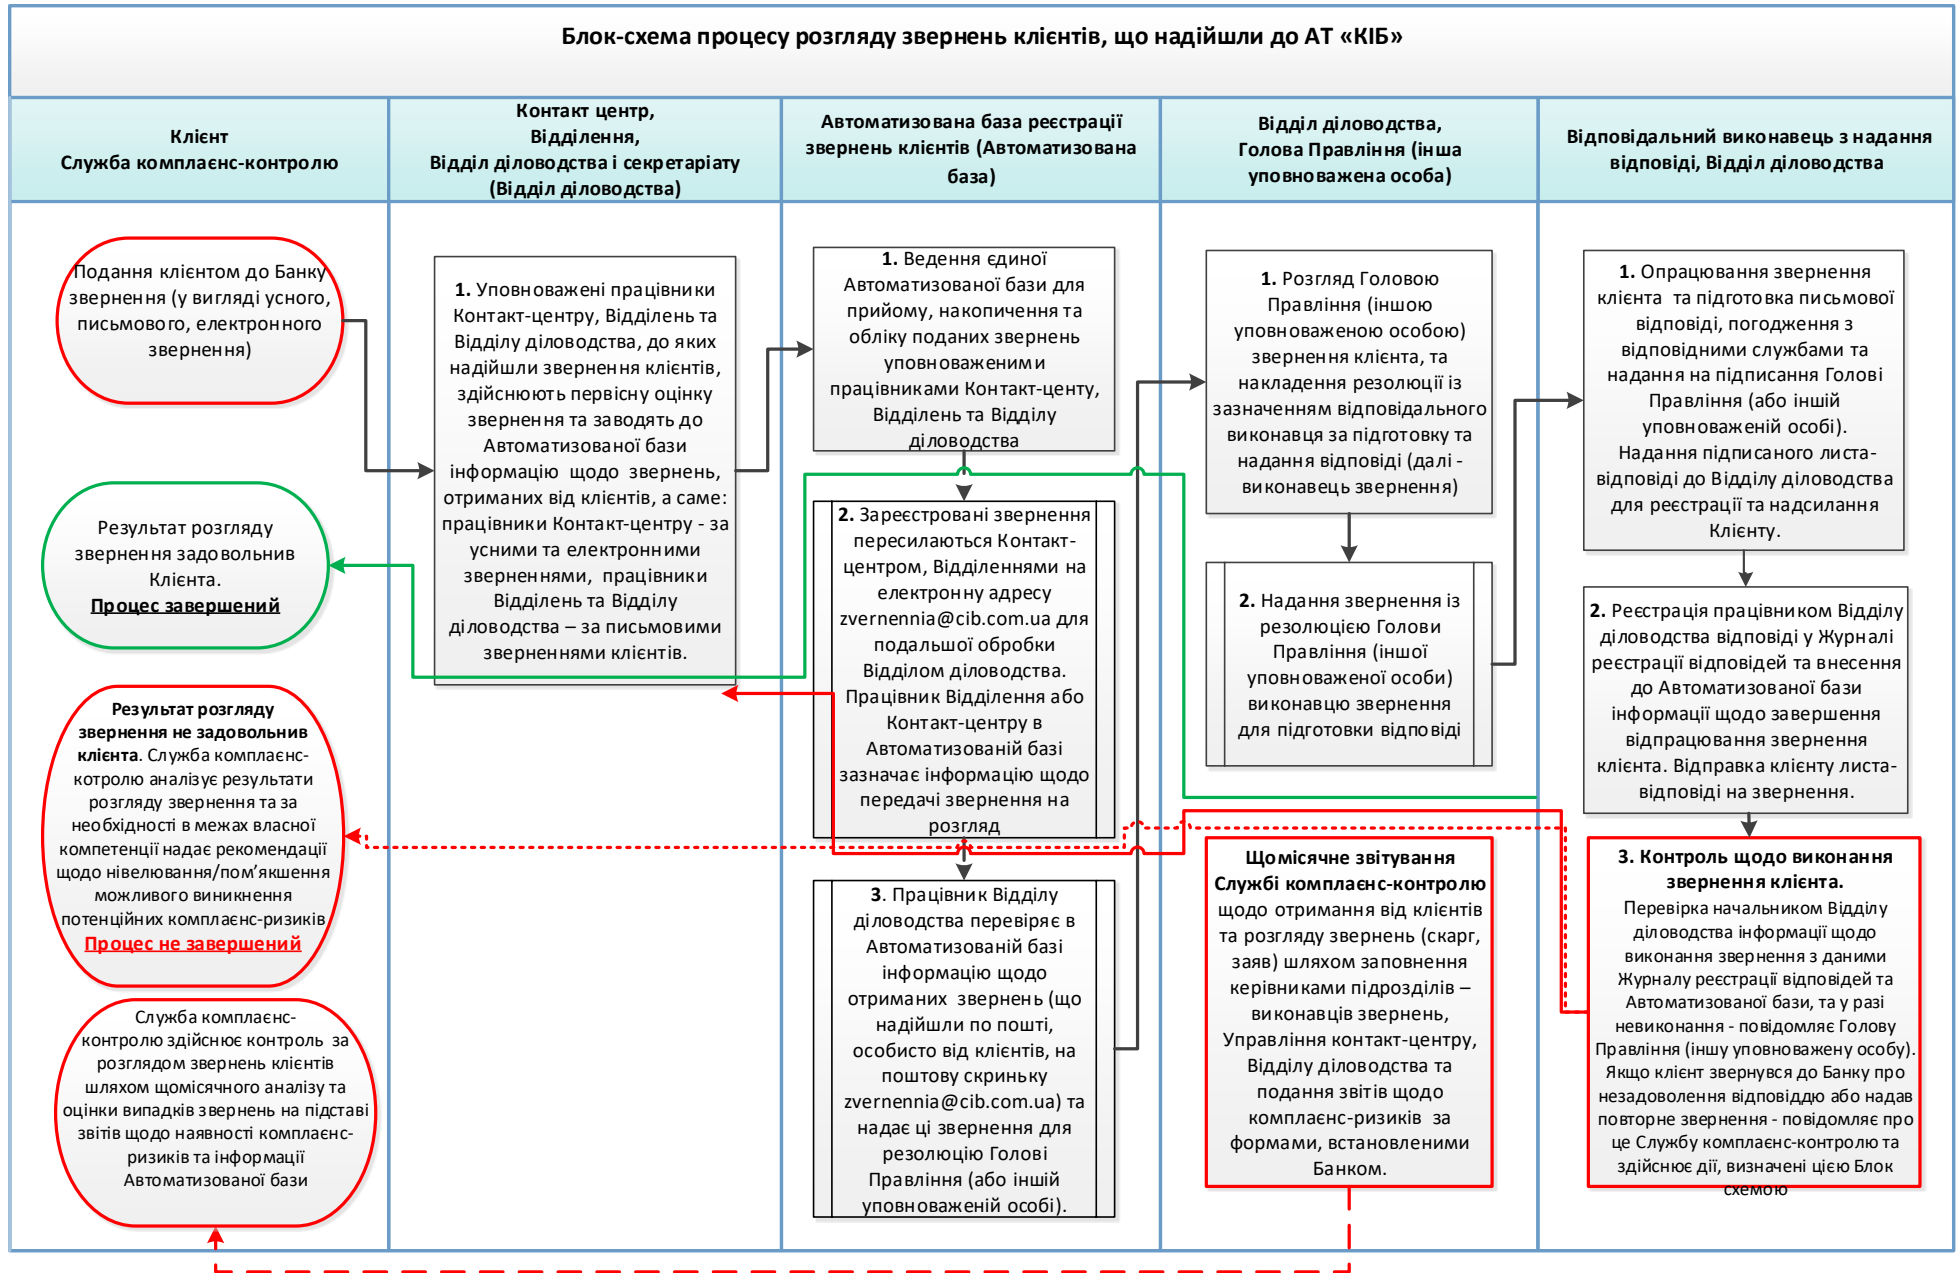 Блок-схема процесу розгляду звернень клієнтів, що надійшли до АТ «КІБ»
Клієнт
Служба комплаєнс-контролю
Контакт центр,
Відділення,
Відділ діловодства і секретаріату
(Відділ діловодства)
Автоматизована база реєстрації
звернень клієнтів (Автоматизована
база)
Відділ діловодства,
Голова Правління (інша
уповноважена особа)
Відповідальний виконавець з надання
відповіді, Відділ діловодства
Подання клієнтом до Банку
звернення (у вигляді усного,
письмового, електронного
звернення)
Результат розгляду
звернення задовольнив
Клієнта.
Процес завершений
Результат розгляду
звернення не задовольнив
клієнта. Служба комплаєнс-
котролю аналізує результати
розгляду звернення та за
необхідності в межах власної
компетенції надає рекомендації
щодо нівелювання/пом’якшення
можливого виникнення
потенційних комплаєнс-ризиків
Процес не завершений
Служба комплаєнс-
контролю здійснює контроль за
розглядом звернень клієнтів
шляхом щомісячного аналізу та
оцінки випадків звернень на підставі
звітів щодо наявності комплаєнс-
ризиків та інформації
Автоматизованої бази
1. Уповноважені працівники
Контакт-центру, Відділень та
Відділу діловодства, до яких
надійшли звернення клієнтів,
здійснюють первісну оцінку
звернення та заводять до
Автоматизованої бази
інформацію щодо звернень,
отриманих від клієнтів, а саме:
працівники Контакт-центру - за
усними та електронними
зверненнями, працівники
Відділень та Відділу
діловодства – за письмовими
зверненнями клієнтів.
1. Ведення єдиної
Автоматизованої бази для
прийому, накопичення та
обліку поданих звернень
уповноваженими
працівниками Контакт-центу,
Відділень та Відділу
діловодства
2. Зареєстровані звернення
пересилаються Контакт-
центром, Відділеннями на
електронну адресу
zvernennia@cib.com.ua для
подальшої обробки
Відділом діловодства.
Працівник Відділення або
Контакт-центру в
Автоматизованій базі
зазначає інформацію щодо
передачі звернення на
розгляд
3. Працівник Відділу
діловодства перевіряє в
Автоматизованій базі
інформацію щодо
отриманих звернень (що
надійшли по пошті,
особисто від клієнтів, на
поштову скриньку
zvernennia@cib.com.ua) та
надає ці звернення для
резолюцію Голові
Правління (або іншій
уповноваженій особі).
1. Розгляд Головою
Правління (іншою
уповноваженою особою)
звернення клієнта, та
накладення резолюції із
зазначенням відповідального
виконавця за підготовку та
надання відповіді (далі -
виконавець звернення)
2. Надання звернення із
резолюцією Голови
Правління (іншої
уповноваженої особи)
виконавцю звернення
для підготовки відповіді
Щомісячне звітування
Службі комплаєнс-контролю
щодо отримання від клієнтів
та розгляду звернень (скарг,
заяв) шляхом заповнення
керівниками підрозділів –
виконавців звернень,
Управління контакт-центру,
Відділу діловодства та
подання звітів щодо
комплаєнс-ризиків за
формами, встановленими
Банком.
1. Опрацювання звернення
клієнта та підготовка письмової
відповіді, погодження з
відповідними службами та
надання на підписання Голові
Правління (або іншій
уповноваженій особі).
Надання підписаного листа-
відповіді до Відділу діловодства
для реєстрації та надсилання
Клієнту.
2. Реєстрація працівником Відділу
діловодства відповіді у Журналі
реєстрації відповідей та внесення
до Автоматизованої бази
інформації щодо завершення
відпрацювання звернення
клієнта. Відправка клієнту листа-
відповіді на звернення.
3. Контроль щодо виконання
звернення клієнта.
Перевірка начальником Відділу
діловодства інформації щодо
виконання звернення з даними
Журналу реєстрації відповідей та
Автоматизованої бази, та у разі
невиконання - повідомляє Голову
Правління (іншу уповноважену особу).
Якщо клієнт звернувся до Банку про
незадоволення відповіддю або надав
повторне звернення - повідомляє про
це Службу комплаєнс-контролю та
здійснює дії, визначені цією Блок
схемою